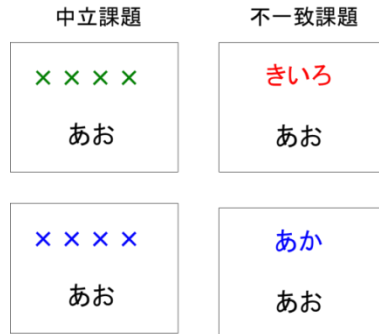 中立課題 不一致課題
×××× きいろ
あお あお
×××× あか
あお あお